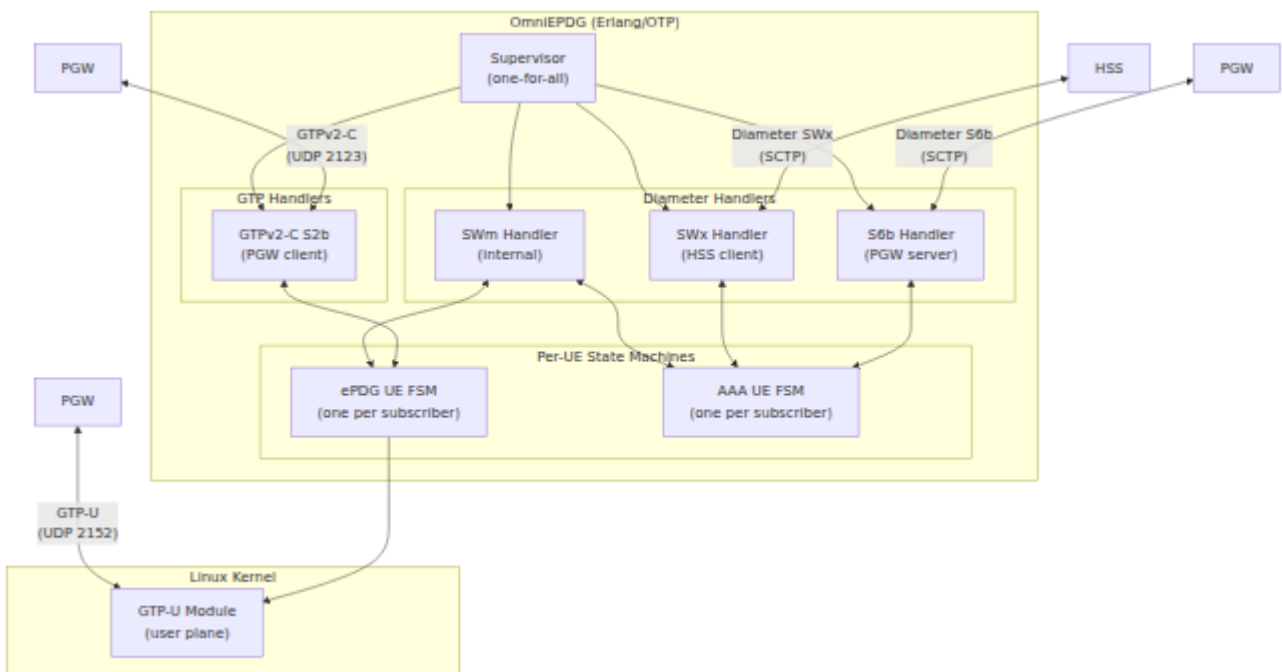 OmniEPDG (Erlang/OTP)
Supervisor
(one-for-all)
PGW
HSS
PGW
GTPv2-C
(UDP 2123)
Diameter SWx
(SCTP)
Diameter S6b
(SCTP)
GTP Handlers
Diameter Handlers
GTPv2-C S2b
(PGW client)
SWm Handler
(internal)
SWx Handler
(HSS client)
S6b Handler
(PGW server)
Per-UE State Machines
ePDG UE FSM
(one per subscriber)
AAA UE FSM
(one per subscriber)
PGW
GTP-U
(UDP 2152)
Linux Kernel
GTP-U Module
(user plane)